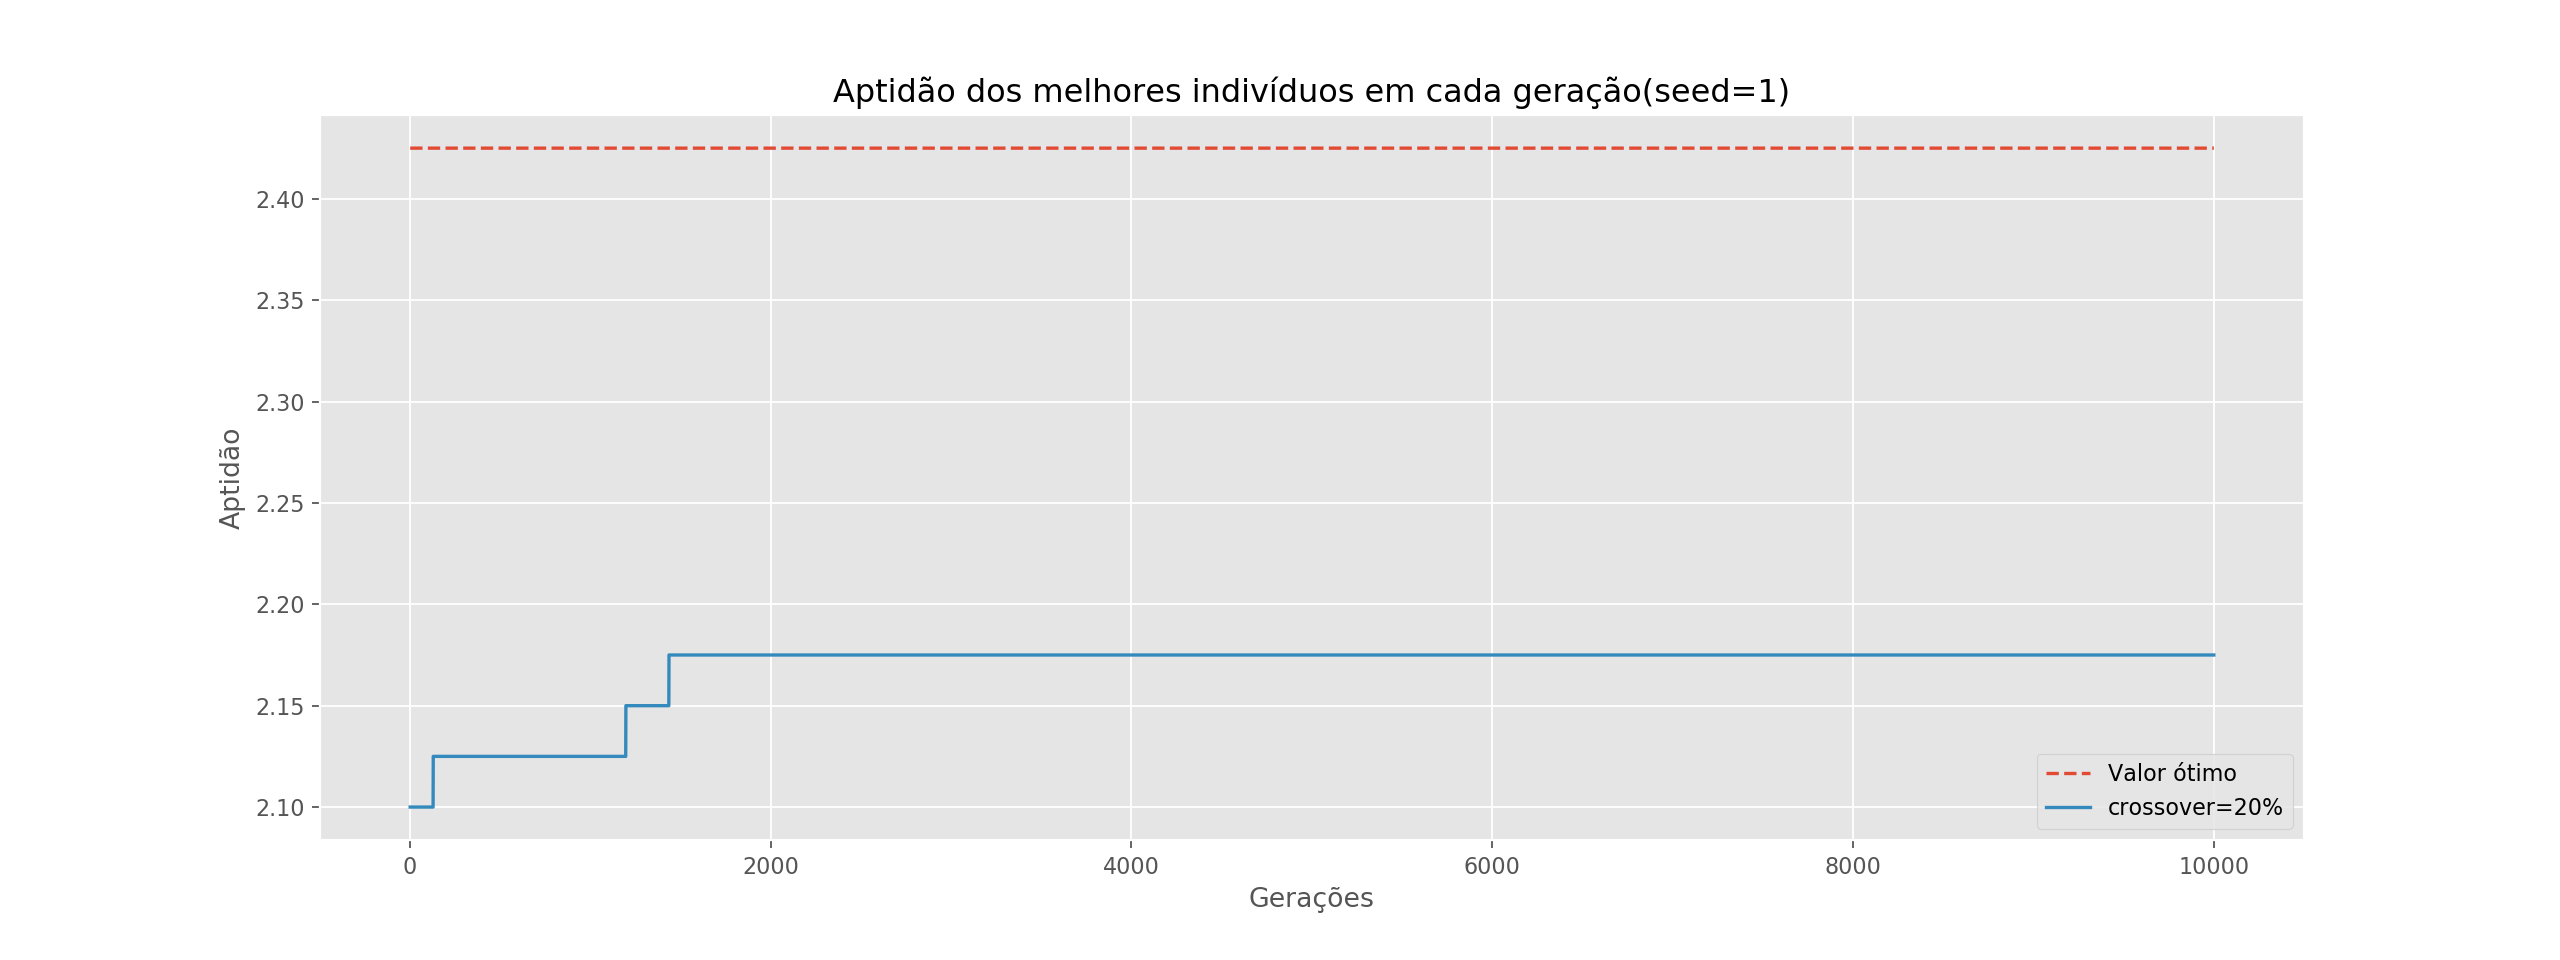 Aptidão dos melhores indivíduos em cada geração(seed=1)
2.40
2.35
2.30
2.25
2.20
2.15
2.10
Aptidão
0 2000 4000 6000 8000 10000
Gerações
Valor ótimo
crossover=20%